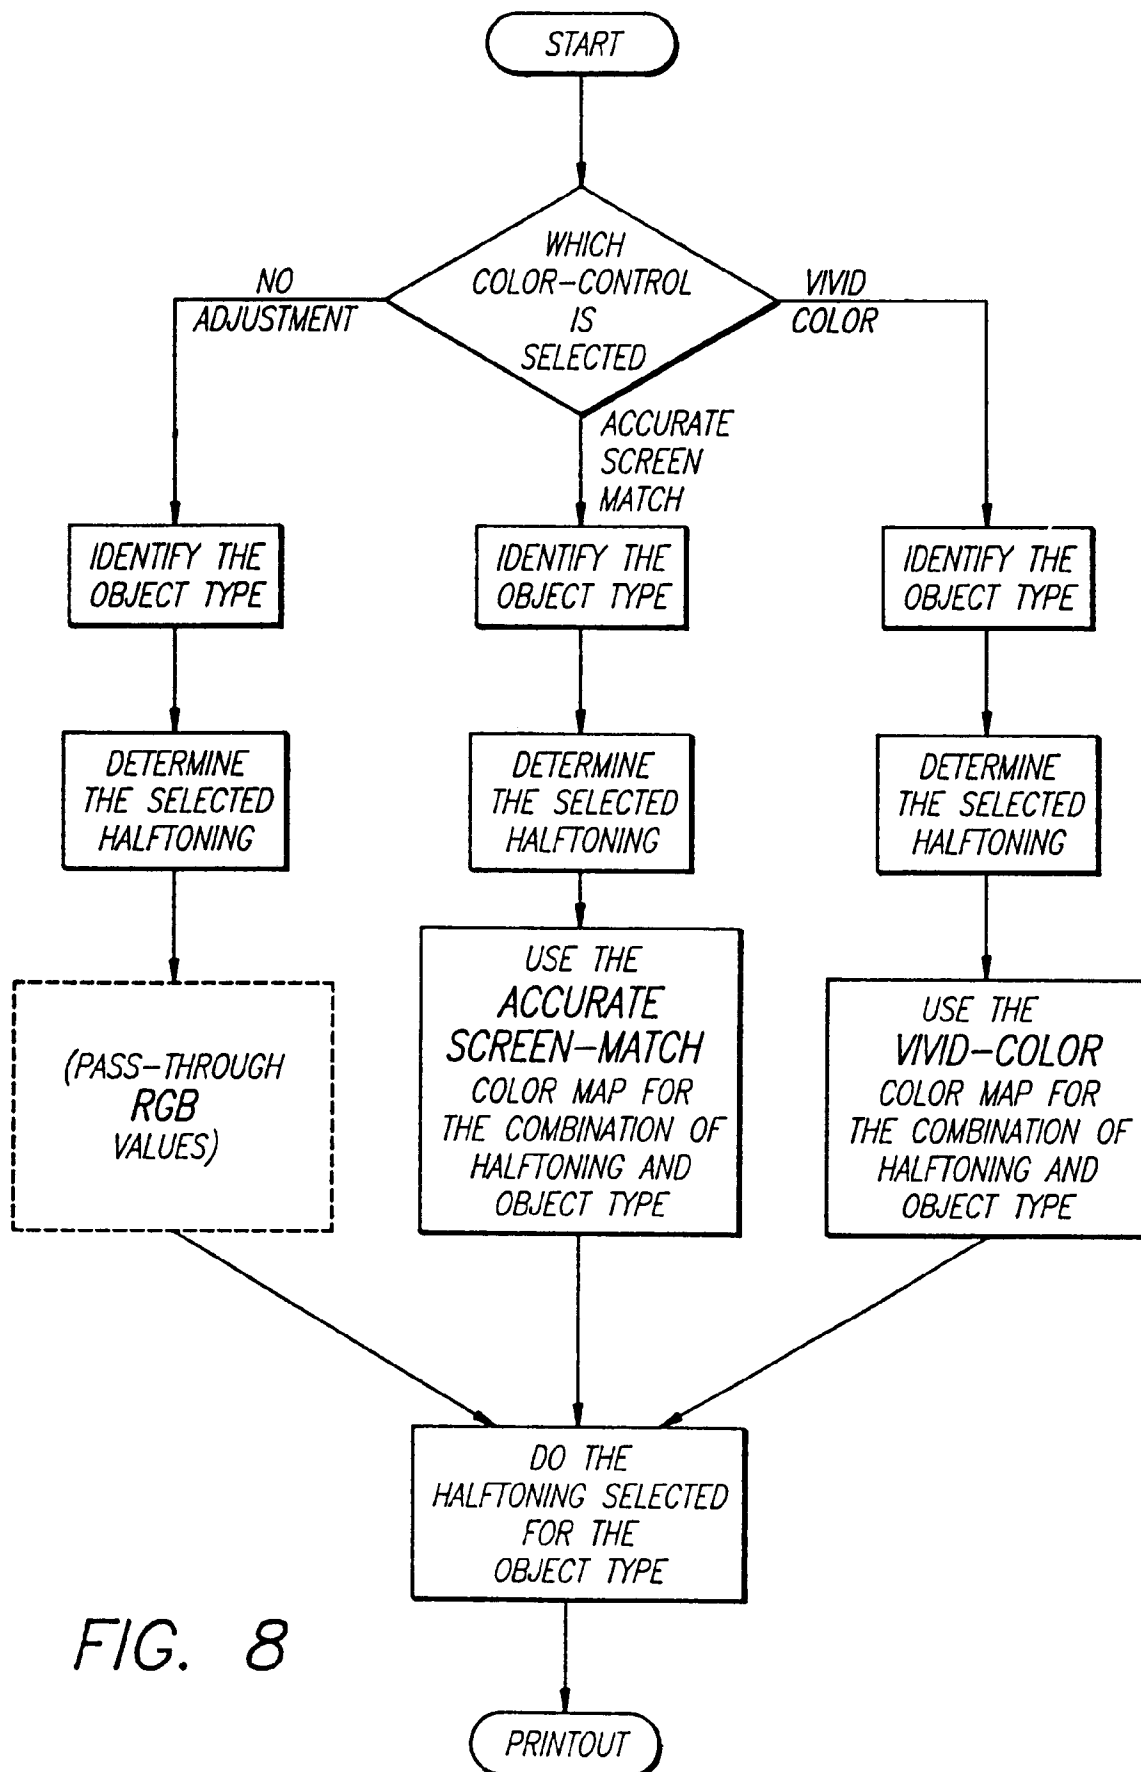 START
WHICH
COLOR-CONTROL
IS
SELECTED
NO
ADJUSTMENT
VIVID
COLOR
ACCURATE
SCREEN
MATCH
IDENTIFY THE
OBJECT TYPE
IDENTIFY THE
OBJECT TYPE
IDENTIFY THE
OBJECT TYPE
DETERMINE
THE SELECTED
HALFTONING
DETERMINE
THE SELECTED
HALFTONING
DETERMINE
THE SELECTED
HALFTONING
(PASS-THROUGH
RGB
VALUES)
USE THE
ACCURATE
SCREEN-MATCH
COLOR MAP FOR
THE COMBINATION OF
HALFTONING AND
OBJECT TYPE
USE THE
VIVID-COLOR
COLOR MAP FOR
THE COMBINATION OF
HALFTONING AND
OBJECT TYPE
DO THE
HALFTONING SELECTED
FOR THE
OBJECT TYPE
FIG. 8
PRINTOUT